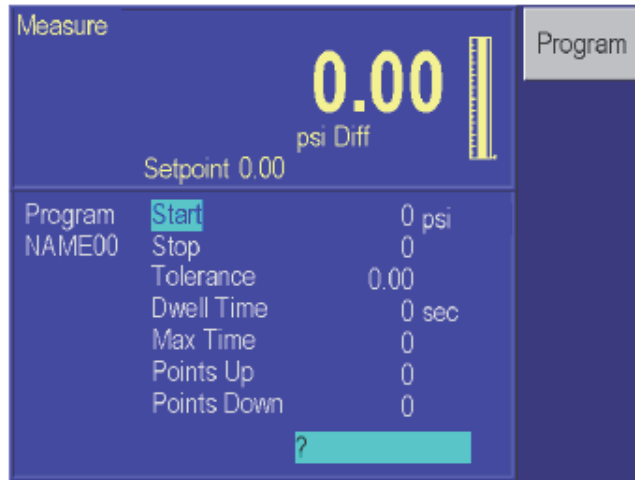 Measure
Program
0.00
psi Diff
Setpoint 0.00
Program Start 0 psi
NAME00 Stop 0
Tolerance 0.00
Dwell Time 0 sec
Max Time 0
Points Up 0
Points Down 0
?